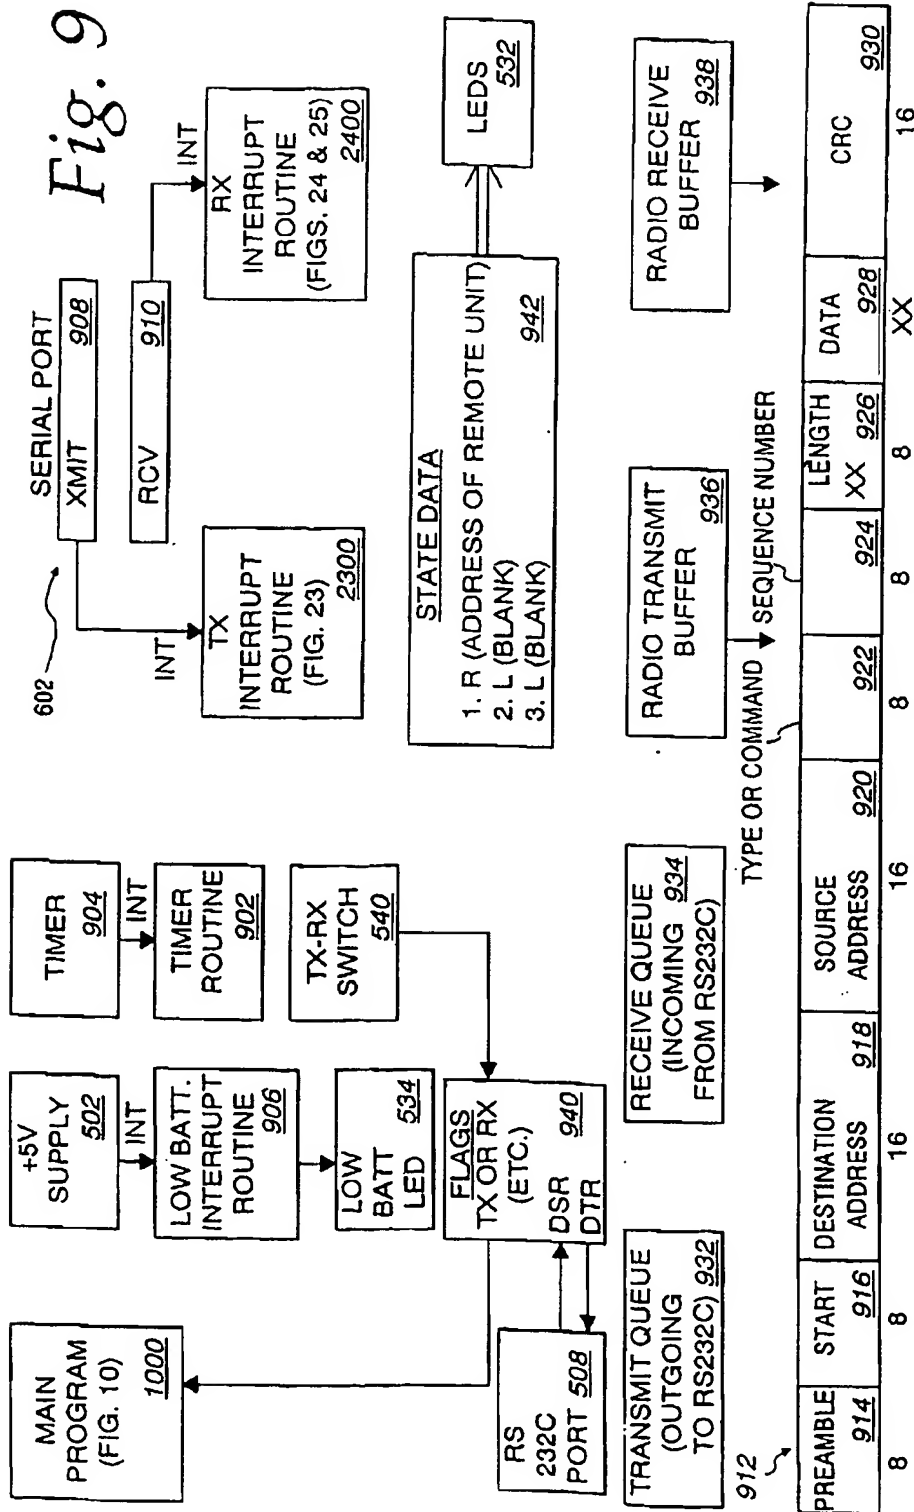 Fig. 9
MAIN
PROGRAM
(FIG. 10)
1000
+5V
SUPPLY
502
INT
LOW BATT.
INTERRUPT
ROUTINE
906
LOW
BATT
LED
534
TIMER
904
INT
TIMER
ROUTINE
902
TX-RX
SWITCH
540
FLAGS
TX OR RX
(ETC.)
940
DSR
DTR
RS
232C
PORT 508
602
SERIAL PORT
XMIT 908
RCV 910
INT
TX
INTERRUPT
ROUTINE
(FIG. 23)
2300
INT
RX
INTERRUPT
ROUTINE
(FIGS. 24 & 25)
2400
STATE DATA
1. R (ADDRESS OF REMOTE UNIT)
2. L (BLANK)
3. L (BLANK)
942
LEDS
532
TRANSMIT QUEUE
(OUTGOING
TO RS232C) 932
RECEIVE QUEUE
(INCOMING 934
FROM RS232C)
RADIO TRANSMIT
BUFFER
936
RADIO RECEIVE
BUFFER
938
912
TYPE OR COMMAND
SEQUENCE NUMBER
PREAMBLE
914
START
916
DESTINATION
ADDRESS
918
SOURCE
ADDRESS
920
922
924
LENGTH
XX 926
DATA
928
CRC
930
8
8
16
16
8
8
8
XX
16